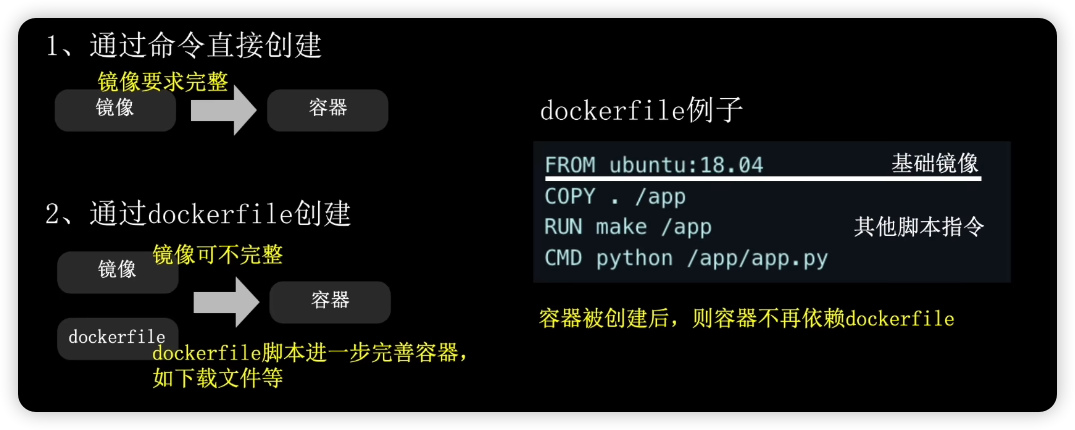 1、通过命令直接创建
镜像要求完整
镜像
容器
2、通过dockerfile创建
镜像可不完整
镜像
容器
dockerfile
dockerfile脚本进一步完善容器，
如下载文件等
dockerfile例子
FROM ubuntu:18.04 基础镜像
COPY . /app
RUN make /app 其他脚本指令
CMD python /app/app.py
容器被创建后，则容器不再依赖dockerfile